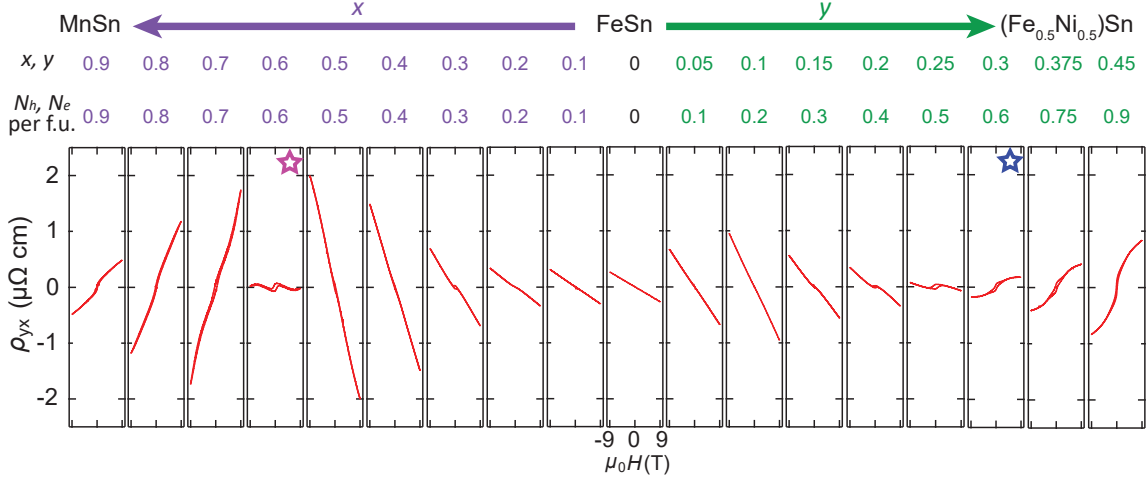 x y
MnSn FeSn (Fe0.5Ni0.5)Sn
x, y 0.9 0.8 0.7 0.6 0.5 0.4 0.3 0.2 0.1 0 0.05 0.1 0.15 0.2 0.25 0.3 0.375 0.45
Nh, Ne
per f.u. 0.9 0.8 0.7 0.6 0.5 0.4 0.3 0.2 0.1 0 0.1 0.2 0.3 0.4 0.5 0.6 0.75 0.9
2
1
0
-1
-2
ρyx (μΩ cm)
-9 0 9
μ0H(T)